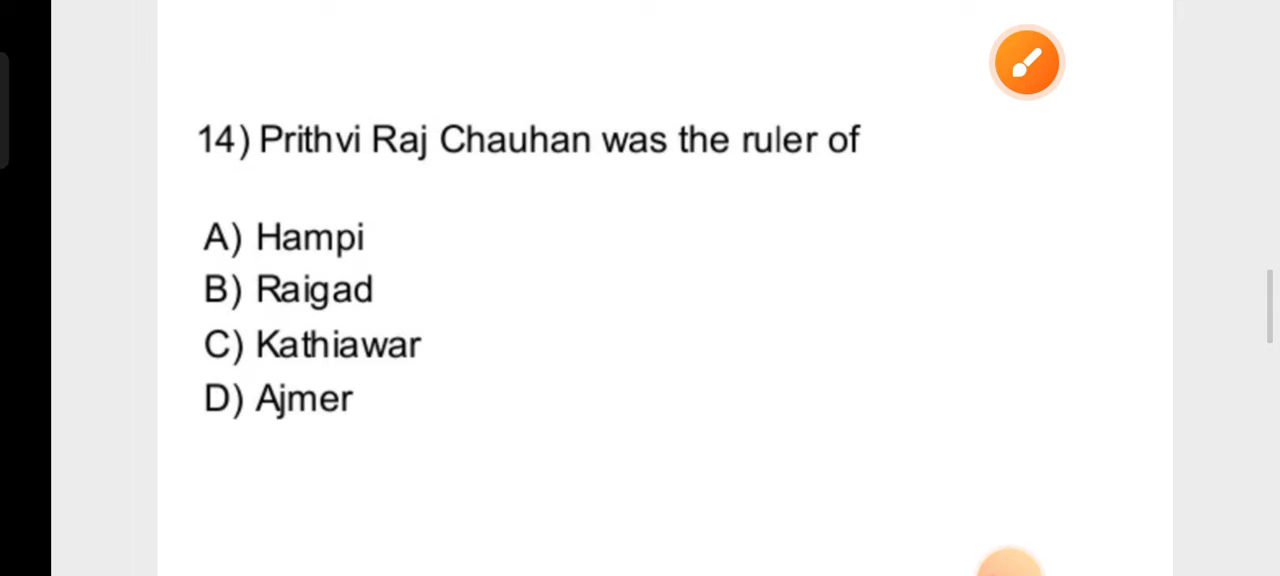 14) Prithvi Raj Chauhan was the ruler of
A) Hampi
B) Raigad
C) Kathiawar
D) Ajmer